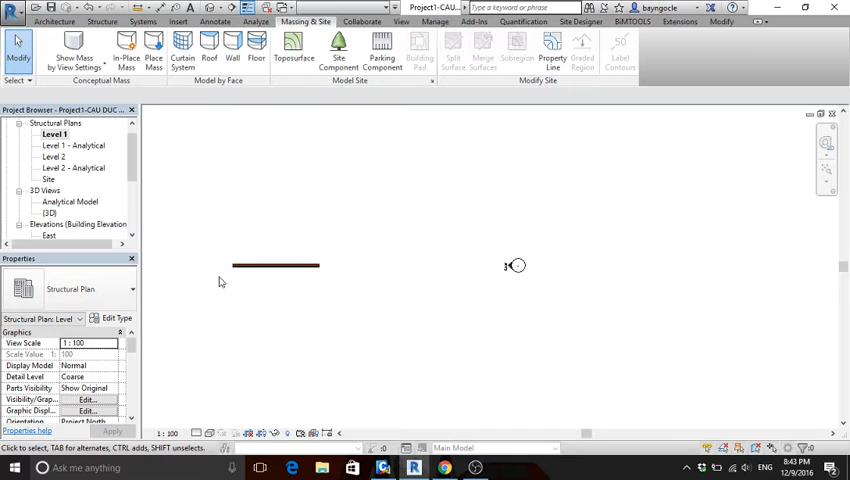 Project1-CAU...
Type a keyword or phrase
bayngocle
Architecture Structure Systems Insert Annotate Analyze Massing & Site Collaborate View Manage Add-Ins Quantification Site Designer BiMTOOLS Extensions Modify
Modify
Show Mass
by View Settings
In-Place
Mass
Place
Mass
Curtain
System
Roof
Wall
Floor
Toposurface
Site
Component
Parking
Component
Building
Pad
Split
Surface
Merge
Surfaces
Subregion
Property
Line
Graded
Region
50
Label
Contours
Select
Conceptual Mass
Model by Face
Model Site
Modify Site
Project Browser - Project1-CAU DUC ...
Structural Plans
Level 1
Level 1 - Analytical
Level 2
Level 2 - Analytical
Site
3D Views
Analytical Model
{3D}
Elevations (Building Elevation
East
Properties
Structural Plan
Structural Plan: Level
Edit Type
Graphics
View Scale 1 : 100
Scale Value 1: 100
Display Model Normal
Detail Level Coarse
Parts Visibility Show Original
Visibility/Grap... Edit...
Graphic Displ... Edit...
Orientation Project North
Properties help
Apply
1 : 100
Click to select, TAB for alternates, CTRL adds, SHIFT unselects.
:0
Main Model
:0
Ask me anything
ENG
8:43 PM
12/9/2016
2